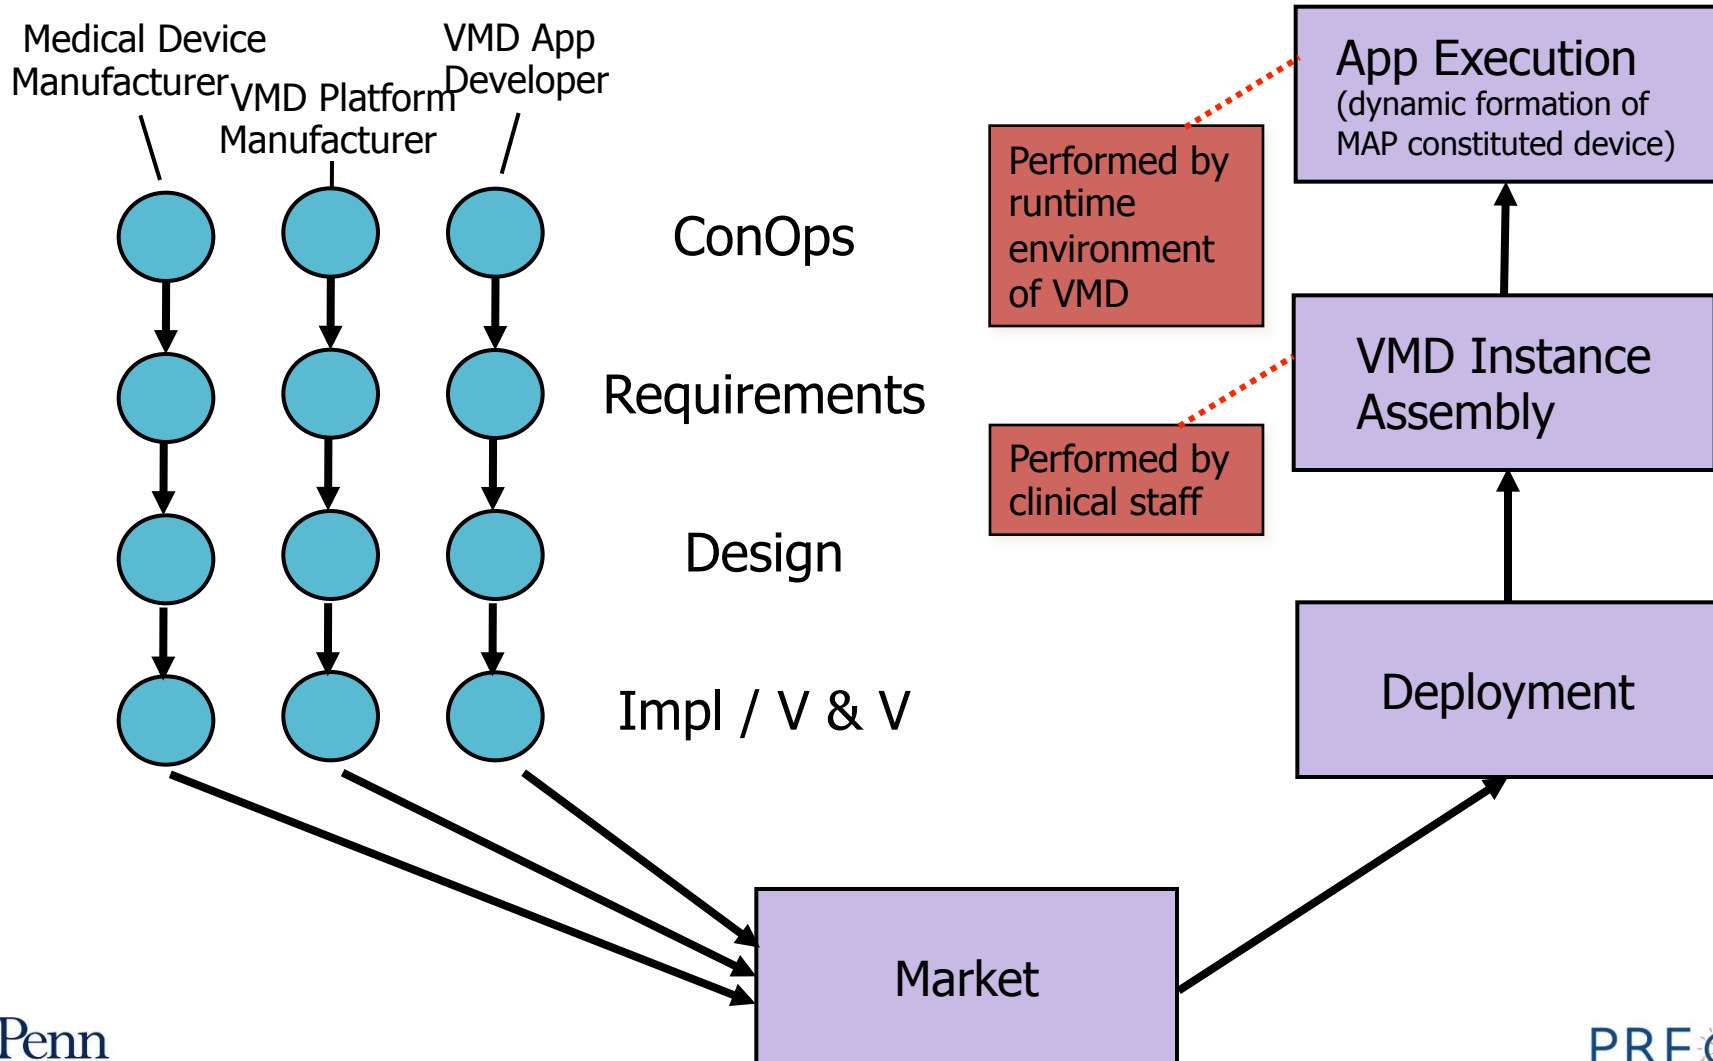 Medical Device
Manufacturer
VMD Platform
Manufacturer
VMD App
Developer
ConOps
Requirements
Design
Impl / V & V
Market
Deployment
VMD Instance
Assembly
Performed by
clinical staff
App Execution
(dynamic formation of
MAP constituted device)
Performed by
runtime
environment
of VMD
Penn